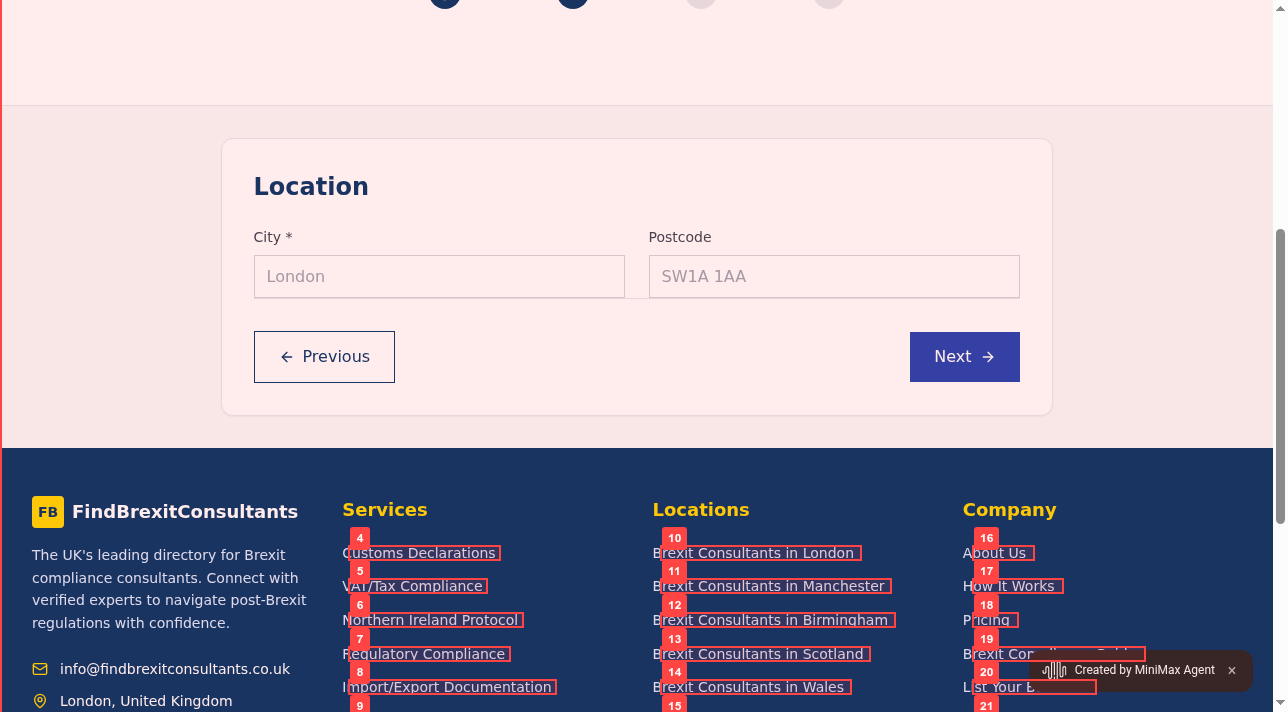 Location
City *
Postcode
London
SW1A 1AA
Previous
Next
FB FindBrexitConsultants
The UK's leading directory for Brexit
compliance consultants. Connect with
verified experts to navigate post-Brexit
regulations with confidence.
info@findbrexitconsultants.co.uk
London, United Kingdom
Services
4
Customs Declarations
5
VAT/Tax Compliance
6
Northern Ireland Protocol
7
Regulatory Compliance
8
Import/Export Documentation
9
Locations
10
Brexit Consultants in London
11
Brexit Consultants in Manchester
12
Brexit Consultants in Birmingham
13
Brexit Consultants in Scotland
14
Brexit Consultants in Wales
15
Company
16
About Us
17
How It Works
18
Pricing
19
Brexit
20
List Your
21
Created by MiniMax Agent ×